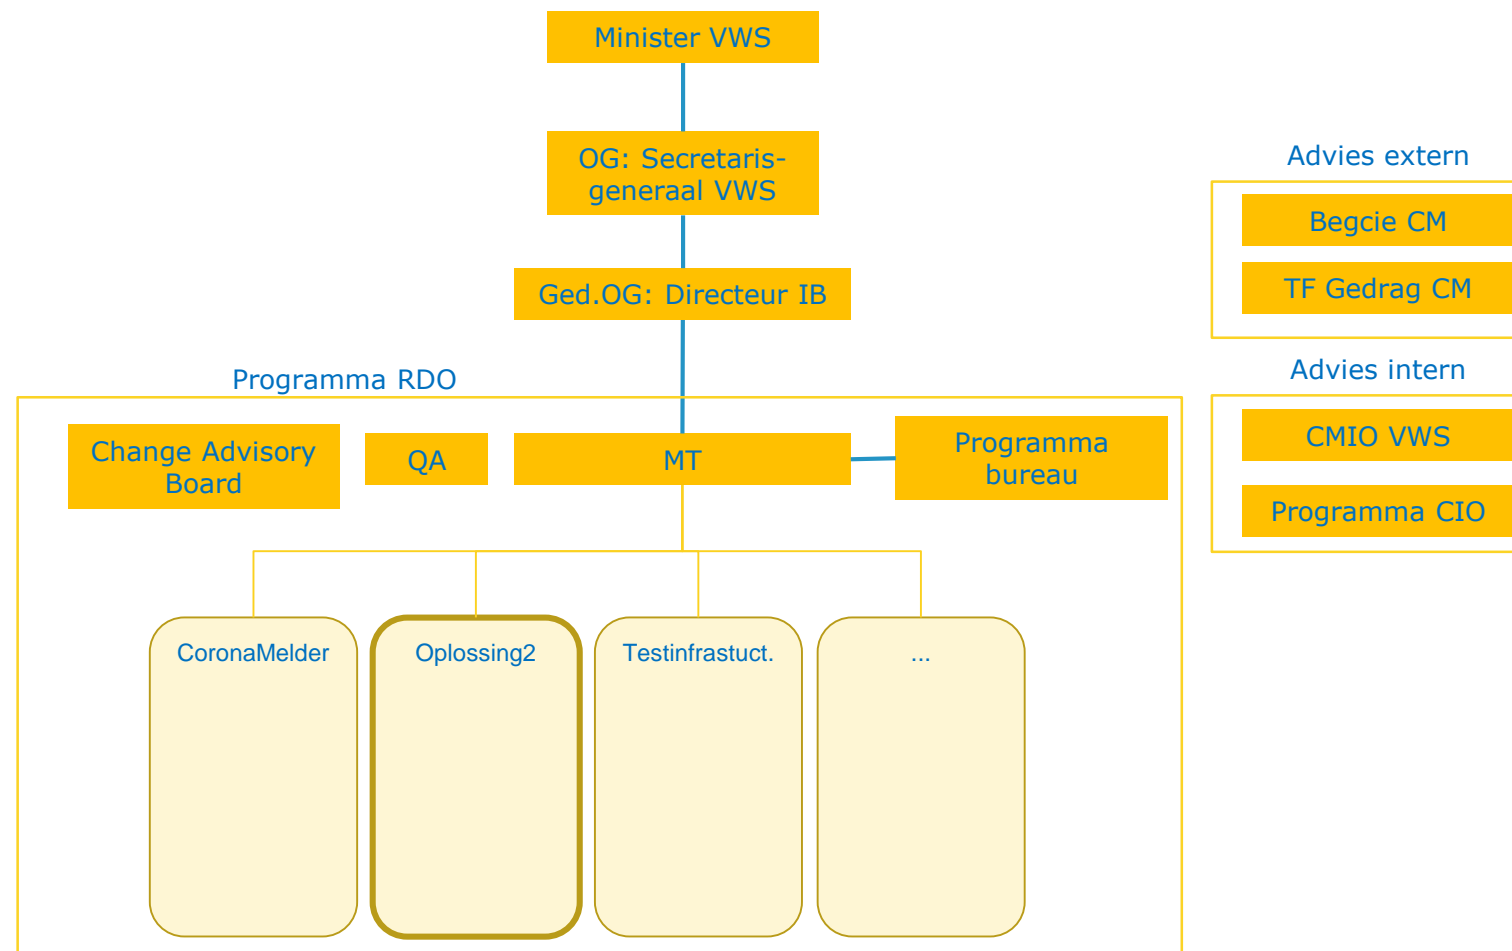 Minister VWS
OG: Secretaris-
generaal VWS
Ged.OG: Directeur IB
Advies extern
Begcie CM
TF Gedrag CM
Advies intern
CMIO VWS
Programma CIO
Programma RDO
Change Advisory
Board
QA
MT
Programma
bureau
CoronaMelder
Oplossing2
Testinfrastuct.
...